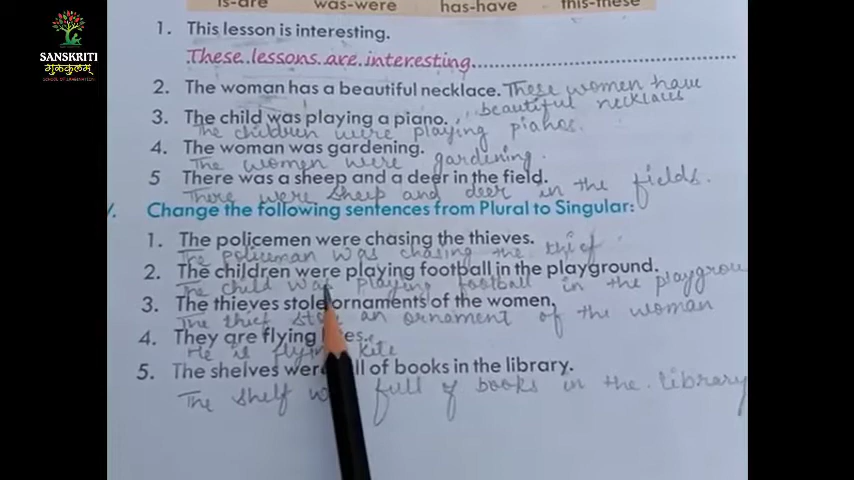 SANSKRITI
गुरुकुलम्
is-are was-were has-have this-these
1. This lesson is interesting.
These lessons are interesting
2. The woman has a beautiful necklace. These women have
beautiful necklaces
3. The child was playing a piano.
The children were playing pianos.
4. The woman was gardening.
The women were gardening.
5 There was a sheep and a deer in the field.
There were sheep and deer in the fields.
V. Change the following sentences from Plural to Singular:
1. The policemen were chasing the thieves.
The policeman was chasing the thief
2. The children were playing football in the playground.
The child was playing football in the playgrou
3. The thieves stole ornaments of the women.
The thief stole an ornament of the woman
4. They are flying
He is flying kite
5. The shelves were of books in the library.
The shelf full of books in the library